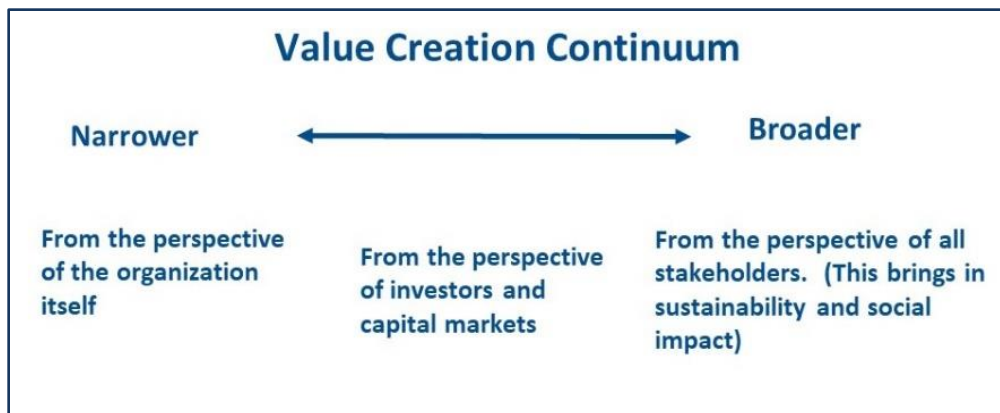 Value Creation Continuum
Narrower
Broader
From the perspective
of the organization
itself
From the perspective
of investors and
capital markets
From the perspective of all
stakeholders.  (This brings in
sustainability and social
impact)